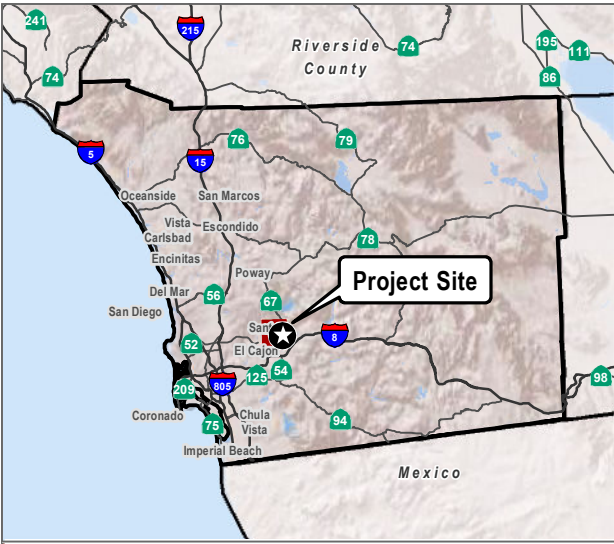 241
215
Riverside
County
74
195
111
74
86
5
15
76
79
Oceanside
San Marcos
Vista
Escondido
Carlsbad
78
Encinitas
Poway
Project Site
Del Mar
56
67
San Diego
52
El Cajon
8
54
125
805
209
98
Coronado
Chula
Vista
75
94
Imperial Beach
Mexico